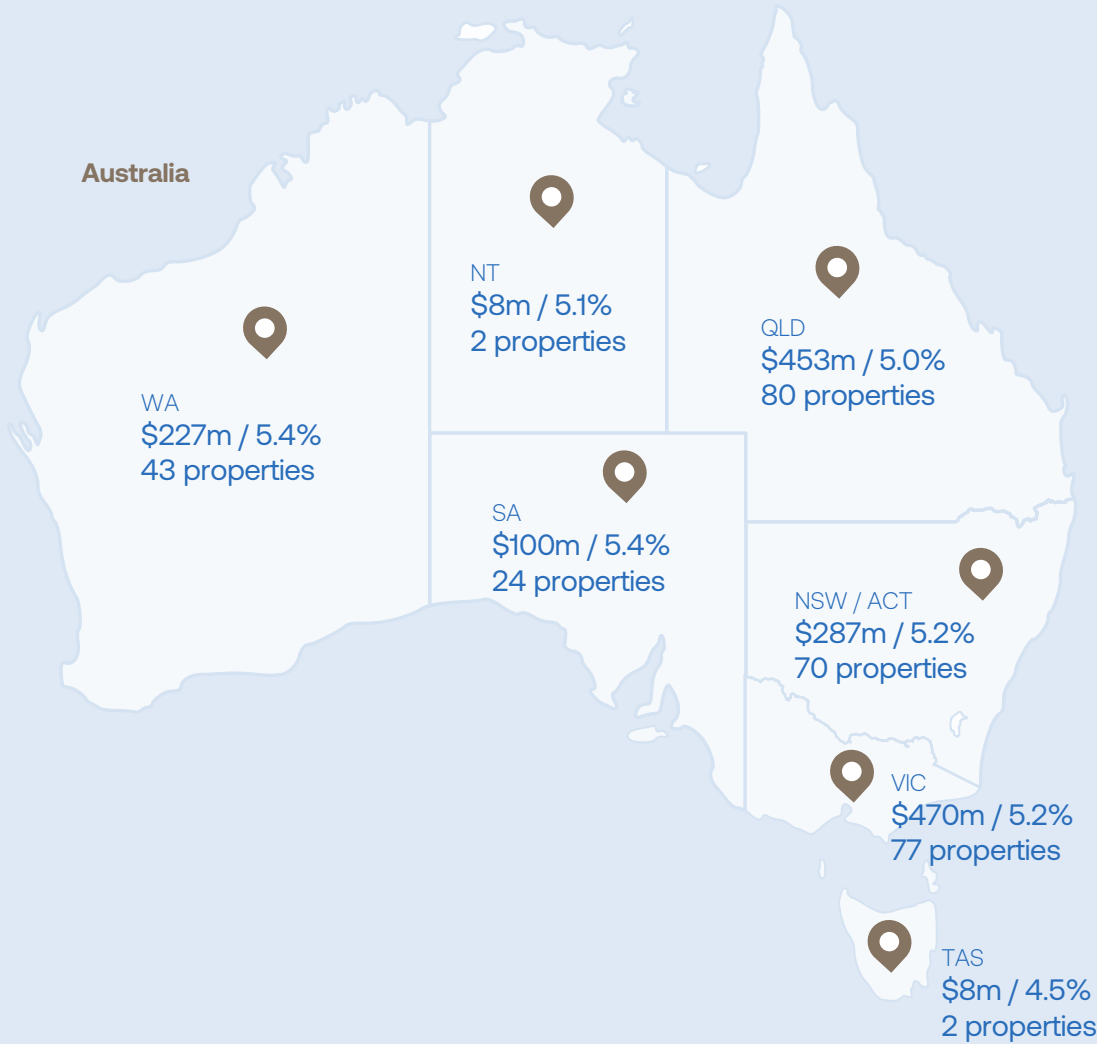 Australia
NT
$8m / 5.1%
2 properties
QLD
$453m / 5.0%
80 properties
WA
$227m / 5.4%
43 properties
SA
$100m / 5.4%
24 properties
NSW / ACT
$287m / 5.2%
70 properties
VIC
$470m / 5.2%
77 properties
TAS
$8m / 4.5%
2 properties